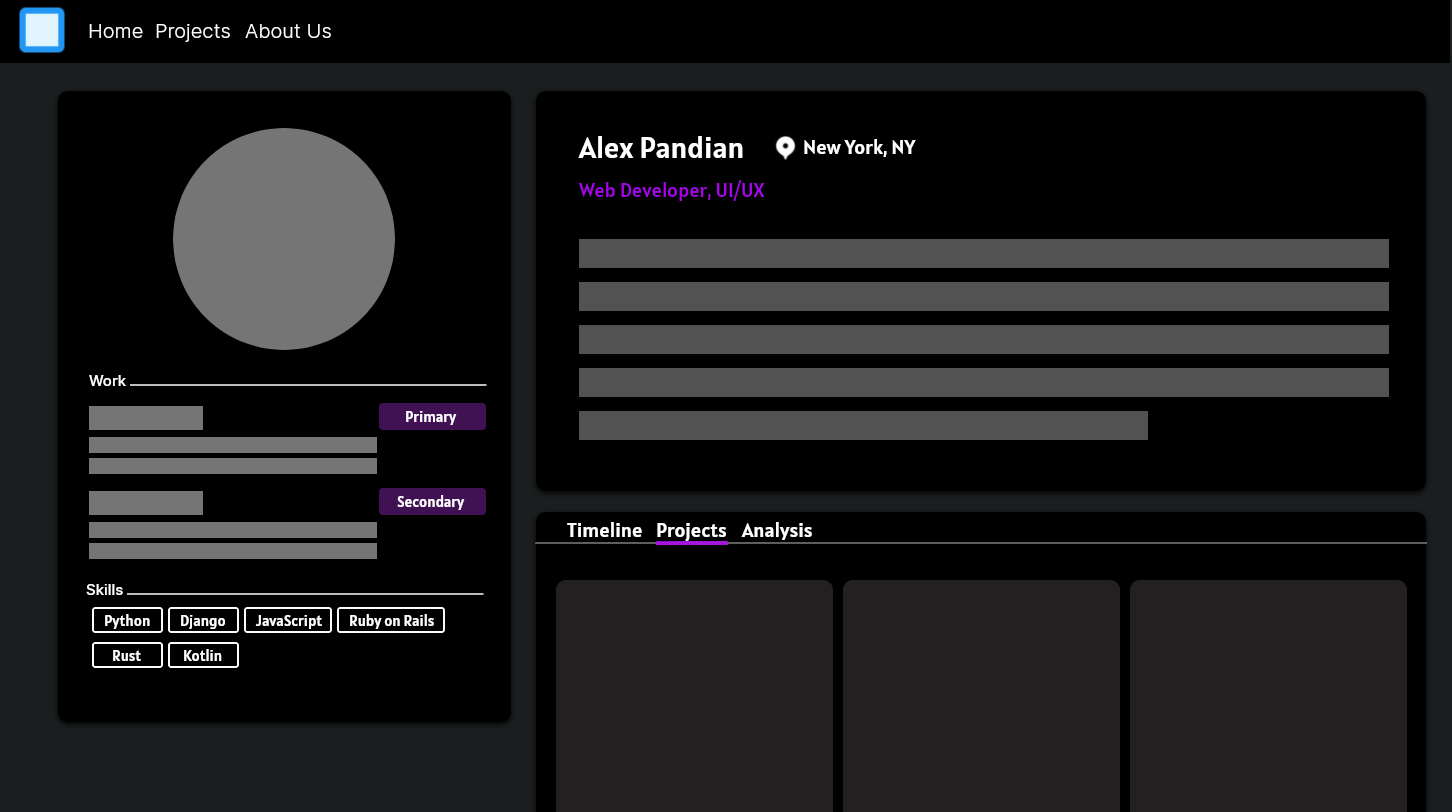 Home Projects About Us
Alex Pandian
New York, NY
Web Developer, UI/UX
Work
Primary
Secondary
Skills
Python Django JavaScript Ruby on Rails
Rust Kotlin
Timeline Projects Analysis